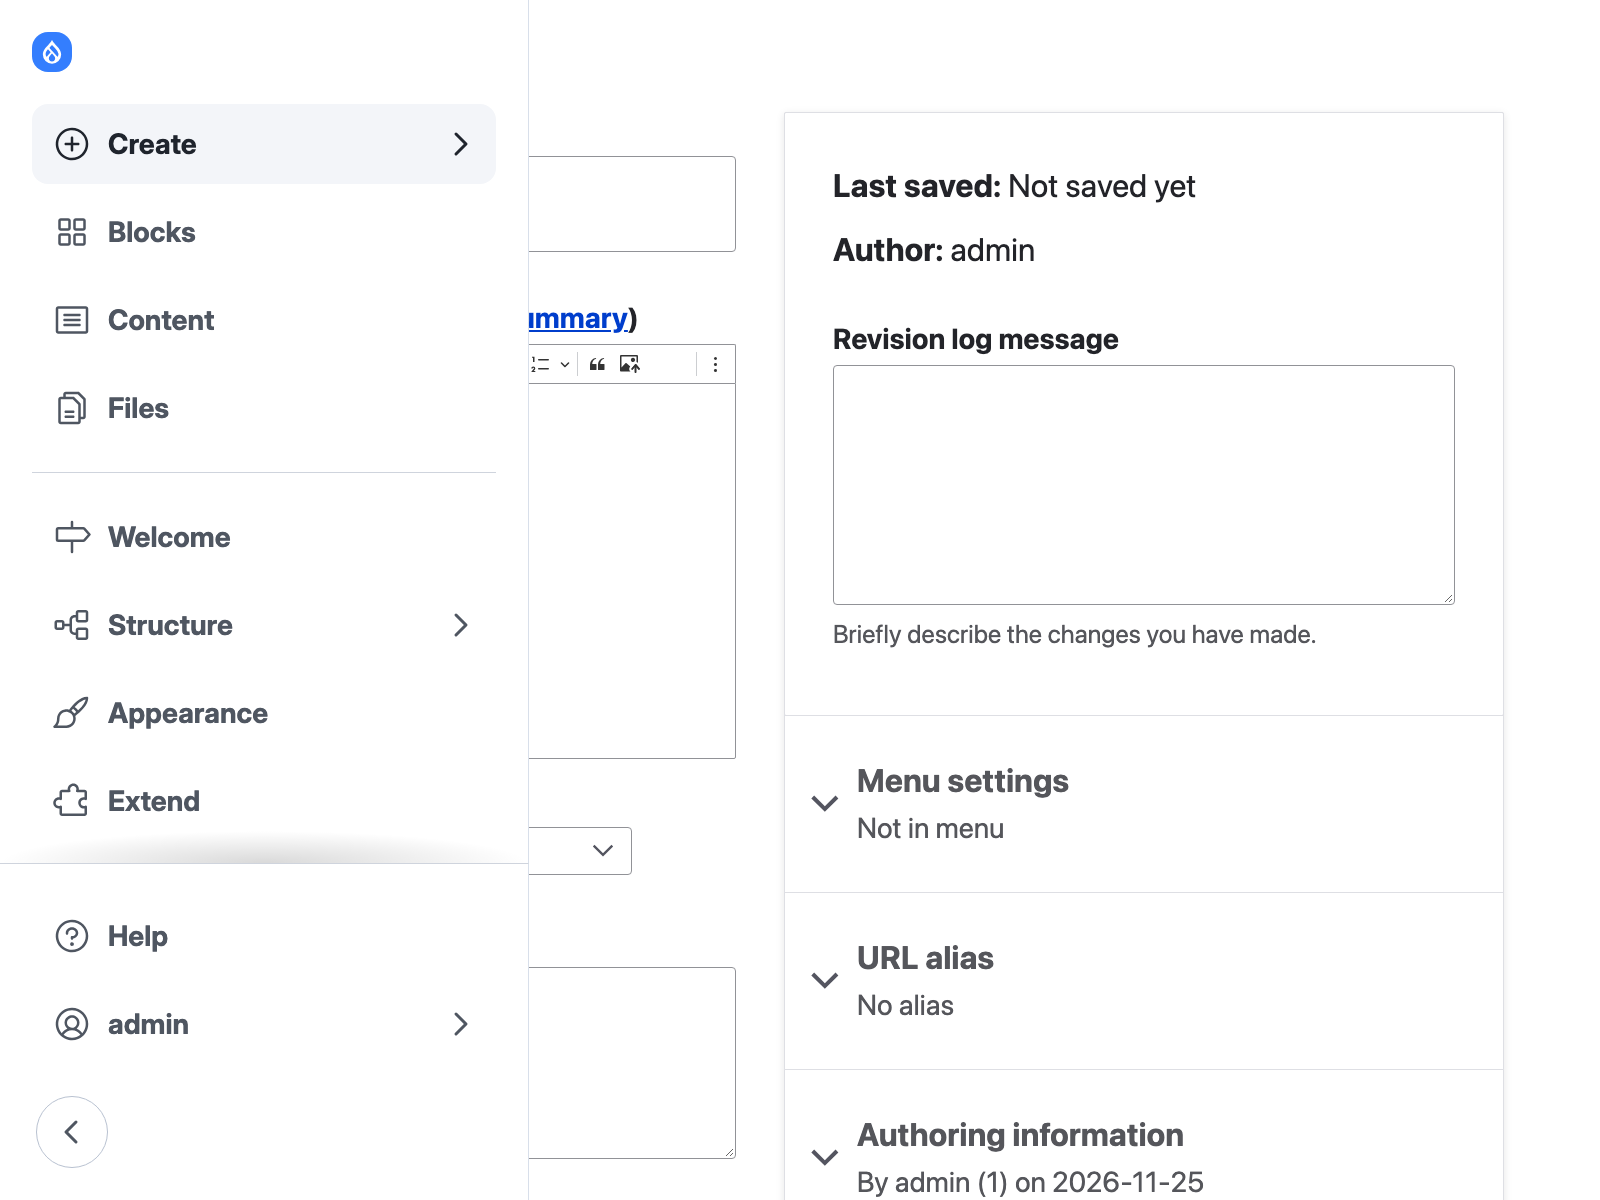 Create
Blocks
Content
Files
Welcome
Structure
Appearance
Extend
Help
admin
ummary)
Last saved: Not saved yet
Author: admin
Revision log message
Briefly describe the changes you have made.
Menu settings
Not in menu
URL alias
No alias
Authoring information
By admin (1) on 2026-11-25